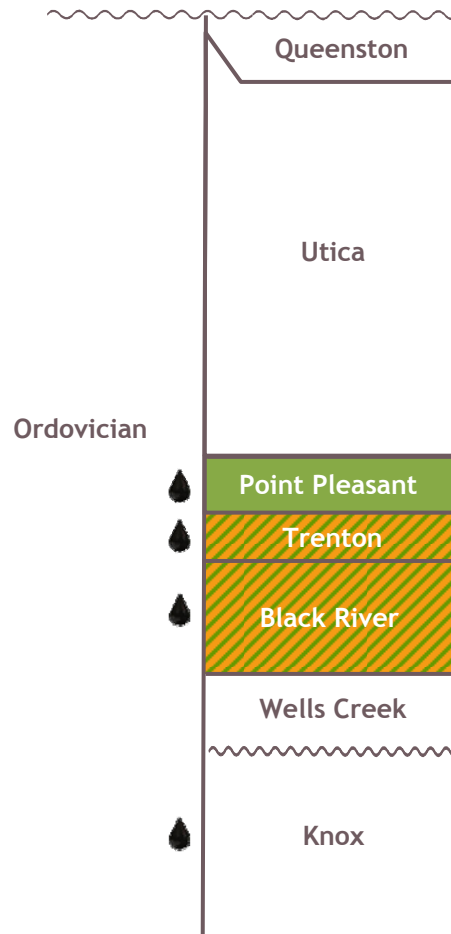 Queenston
Utica
Ordovician
Point Pleasant
Trenton
Black River
Wells Creek
Knox